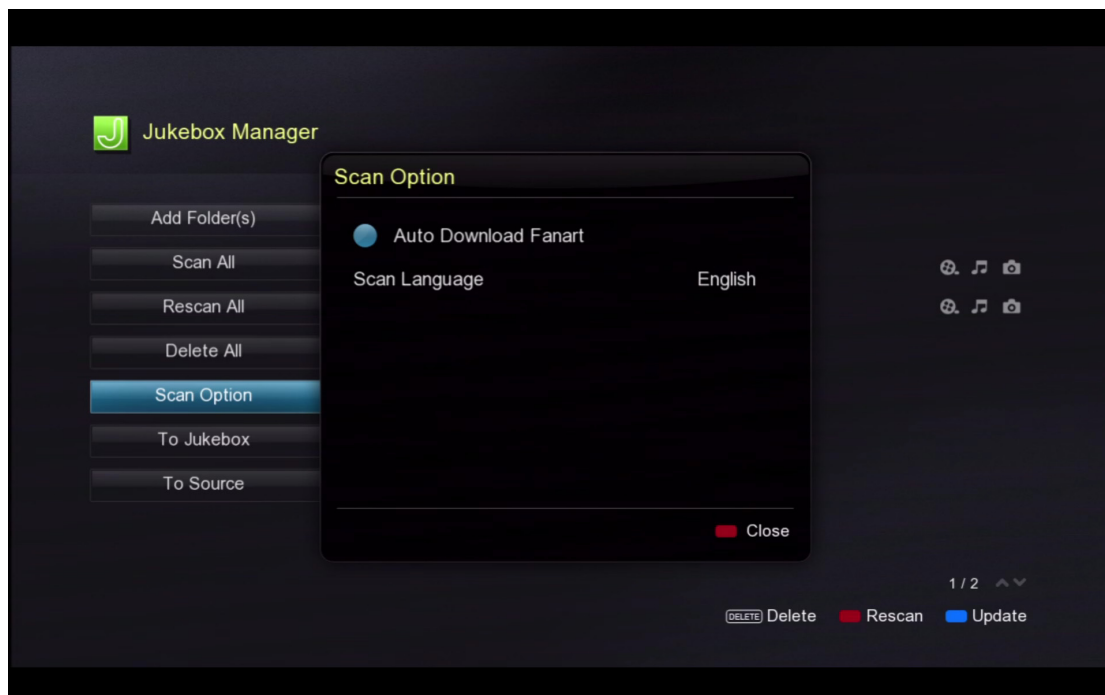 Jukebox Manager
Scan Option
Add Folder(s)
Auto Download Fanart
Scan All
Scan Language English
Rescan All
Delete All
Scan Option
To Jukebox
To Source
Close
1 / 2
DELETE Delete Rescan Update